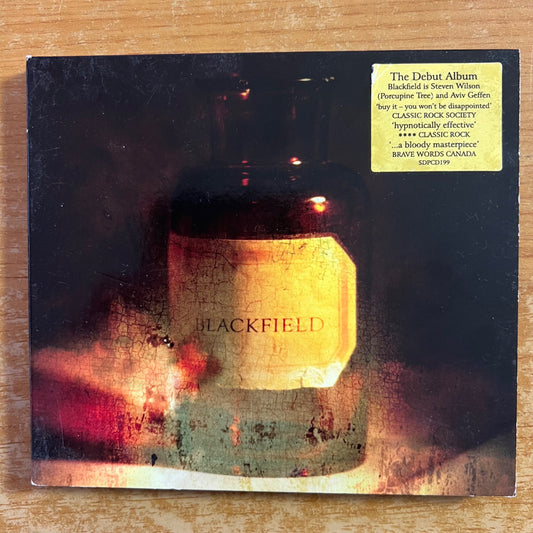 The Debut Album
Blackfield is Steven Wilson
(Porcupine Tree) and Aviv Geffen
'buy it – you won't be disappointed'
CLASSIC ROCK SOCIETY
'hypnotically effective'
★★★★ CLASSIC ROCK
'...a bloody masterpiece'
BRAVE WORDS CANADA
SDPCD199
BLACKFIELD